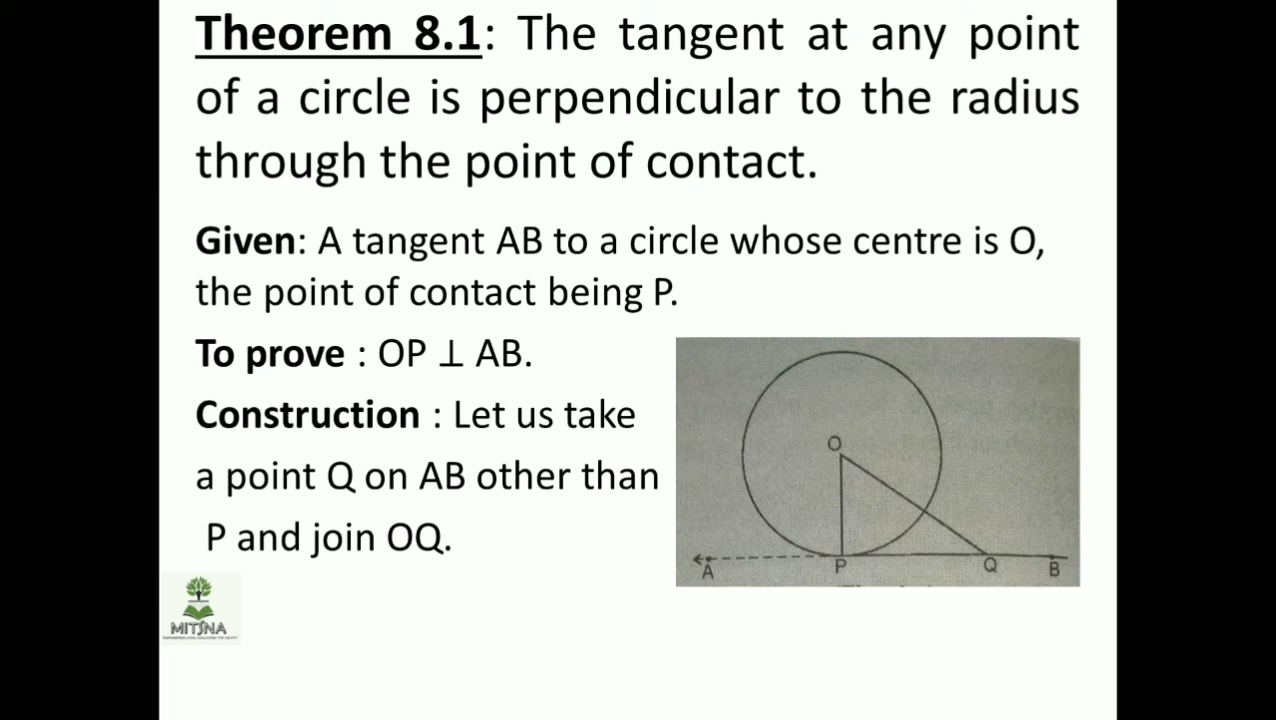 Theorem 8.1: The tangent at any point
of a circle is perpendicular to the radius
through the point of contact.
Given: A tangent AB to a circle whose centre is O,
the point of contact being P.
To prove : OP ⊥ AB.
Construction : Let us take
a point Q on AB other than
P and join OQ.
O
A
P
Q
B
MITJNA